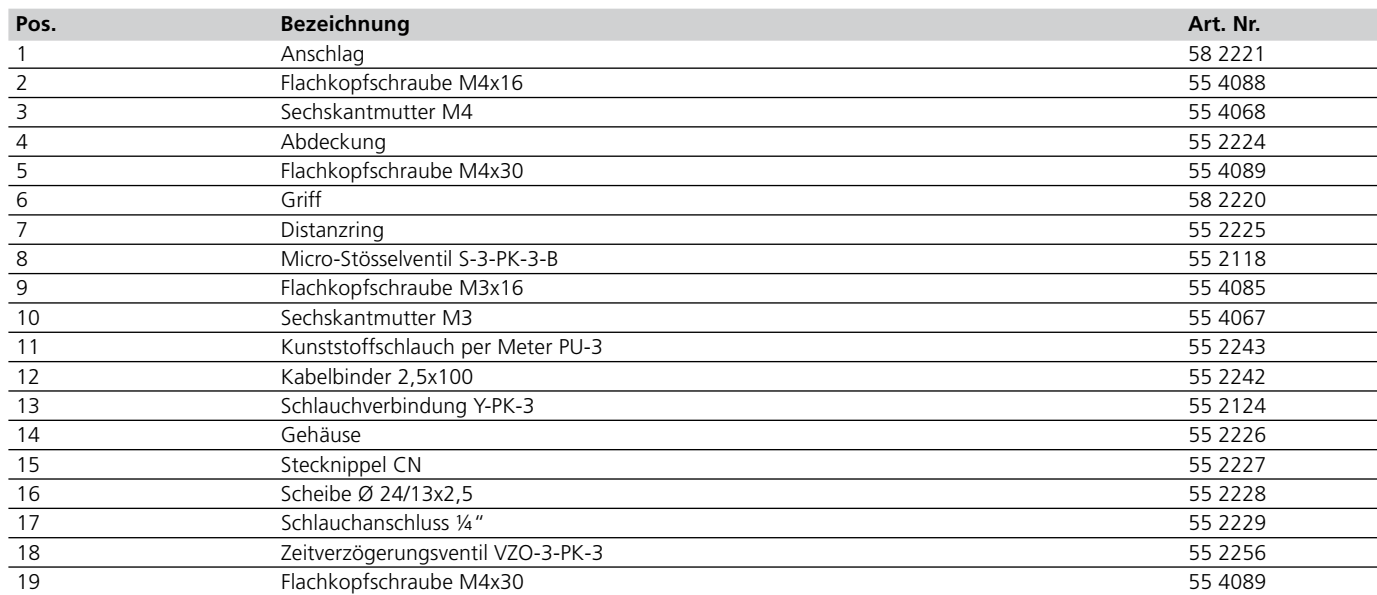 Pos. Bezeichnung Art. Nr.
1 Anschlag 58 2221
2 Flachkopfschraube M4x16 55 4088
3 Sechskantmutter M4 55 4068
4 Abdeckung 55 2224
5 Flachkopfschraube M4x30 55 4089
6 Griff 58 2220
7 Distanzring 55 2225
8 Micro-Stösselventil S-3-PK-3-B 55 2118
9 Flachkopfschraube M3x16 55 4085
10 Sechskantmutter M3 55 4067
11 Kunststoffschlauch per Meter PU-3 55 2243
12 Kabelbinder 2,5x100 55 2242
13 Schlauchverbindung Y-PK-3 55 2124
14 Gehäuse 55 2226
15 Stecknippel CN 55 2227
16 Scheibe Ø 24/13x2,5 55 2228
17 Schlauchanschluss ¼“ 55 2229
18 Zeitverzögerungsventil VZO-3-PK-3 55 2256
19 Flachkopfschraube M4x30 55 4089